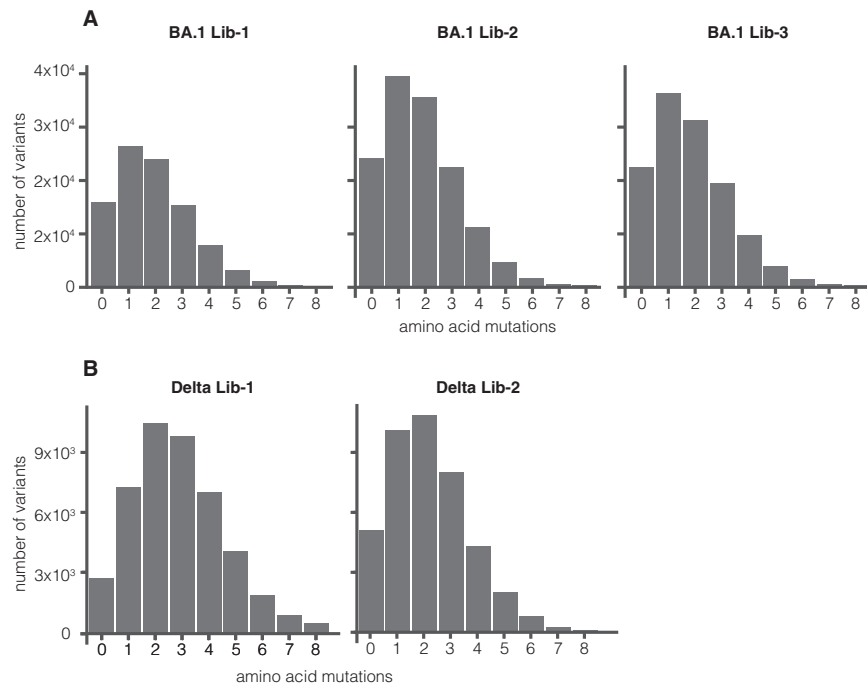 A
BA.1 Lib-1 BA.1 Lib-2 BA.1 Lib-3
number of variants
4x10⁴
3x10⁴
2x10⁴
2x10⁴
0
0 1 2 3 4 5 6 7 8 0 1 2 3 4 5 6 7 8 0 1 2 3 4 5 6 7 8
amino acid mutations
B
Delta Lib-1 Delta Lib-2
number of variants
9x10³
6x10³
3x10³
0
0 1 2 3 4 5 6 7 8 0 1 2 3 4 5 6 7 8
amino acid mutations